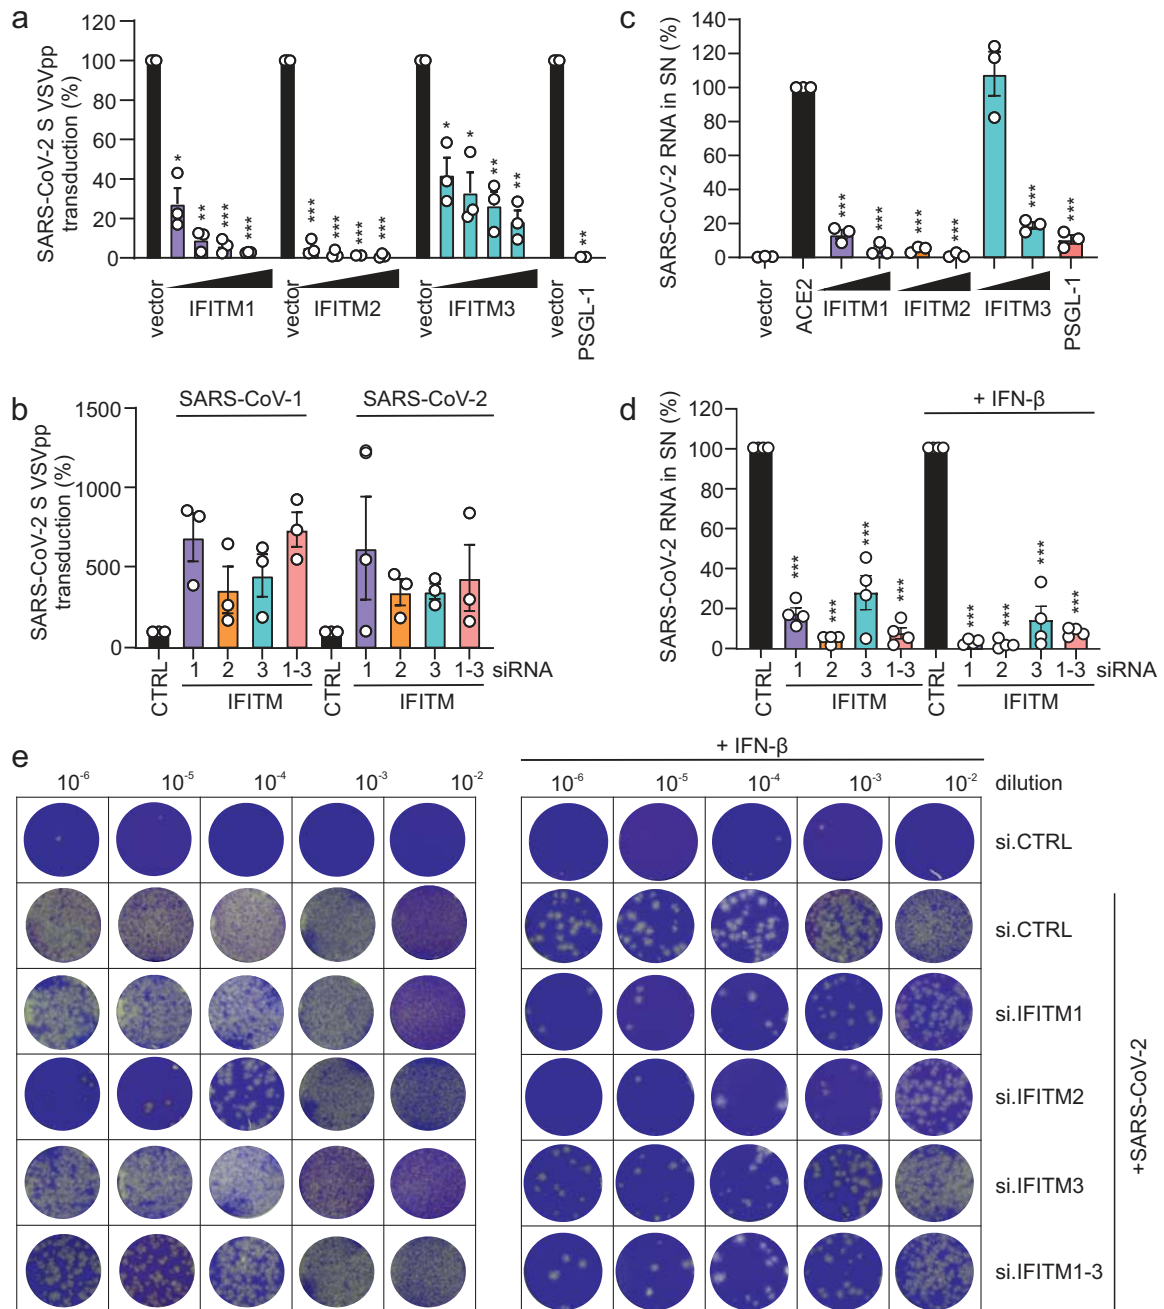 a
SARS-CoV-2 S VSVpp
transduction (%)
120
100
80
60
40
20
0
*
**
***
***
***
***
***
***
*
*
**
**
**
vector
IFITM1
vector
IFITM2
vector
IFITM3
vector
PSGL-1
c
SARS-CoV-2 RNA in SN (%)
140
120
100
80
60
40
20
0
***
***
***
***
***
***
vector
ACE2
IFITM1
IFITM2
IFITM3
PSGL-1
b
SARS-CoV-2 S VSVpp
transduction (%)
1500
1000
500
0
SARS-CoV-1
SARS-CoV-2
CTRL
1
2
3
1-3
CTRL
1
2
3
1-3
siRNA
IFITM
IFITM
d
SARS-CoV-2 RNA in SN (%)
120
100
80
60
40
20
0
+ IFN-β
***
***
***
***
***
***
***
***
CTRL
1
2
3
1-3
CTRL
1
2
3
1-3
siRNA
IFITM
IFITM
e
+ IFN-β
10⁻⁶ 10⁻⁵ 10⁻⁴ 10⁻³ 10⁻² 10⁻⁶ 10⁻⁵ 10⁻⁴ 10⁻³ 10⁻² dilution
si.CTRL
si.CTRL
si.IFITM1
si.IFITM2
si.IFITM3
si.IFITM1-3
+SARS-CoV-2